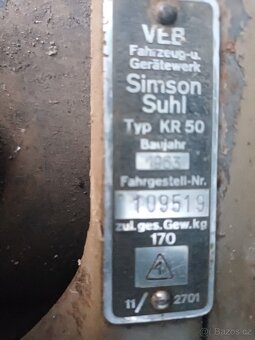 VEB
Fahrzeug-u.
Gerätewerk
Simson
Suhl
Typ KR 50
Baujahr
1963
Fahrgestell-Nr.
109519
zul.ges.Gew.kg
170
1
11/ 2701
Bazos.cz